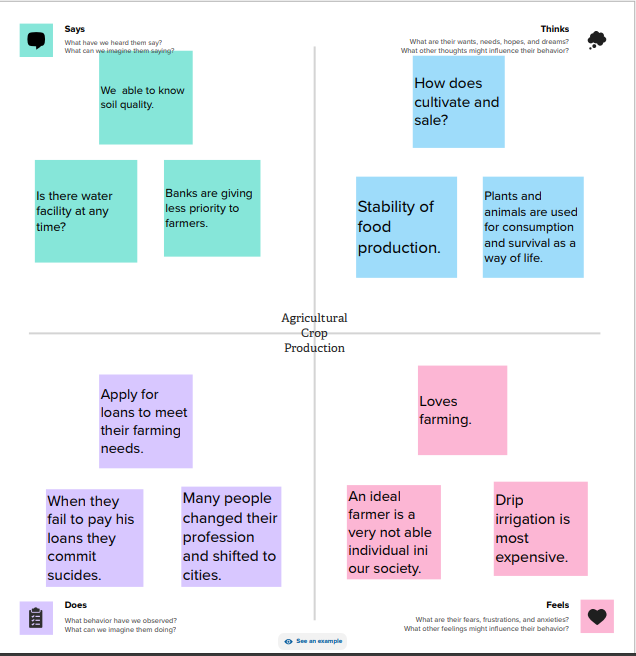 Says
What have we heard them say?
What can we imagine them saying?
We able to know
soil quality.
Is there water
facility at any
time?
Banks are giving
less priority to
farmers.
Thinks
What are their wants, needs, hopes, and dreams?
What other thoughts might influence their behavior?
How does
cultivate and
sale?
Stability of
food
production.
Plants and
animals are used
for consumption
and survival as a
way of life.
Agricultural
Crop
Production
Apply for
loans to meet
their farming
needs.
When they
fail to pay his
loans they
commit
sucides.
Many people
changed their
profession
and shifted to
cities.
Does
What behavior have we observed?
What can we imagine them doing?
Loves
farming.
An ideal
farmer is a
very not able
individual ini
our society.
Drip
irrigation is
most
expensive.
Feels
What are their fears, frustrations, and anxieties?
What other feelings might influence their behavior?
See an example